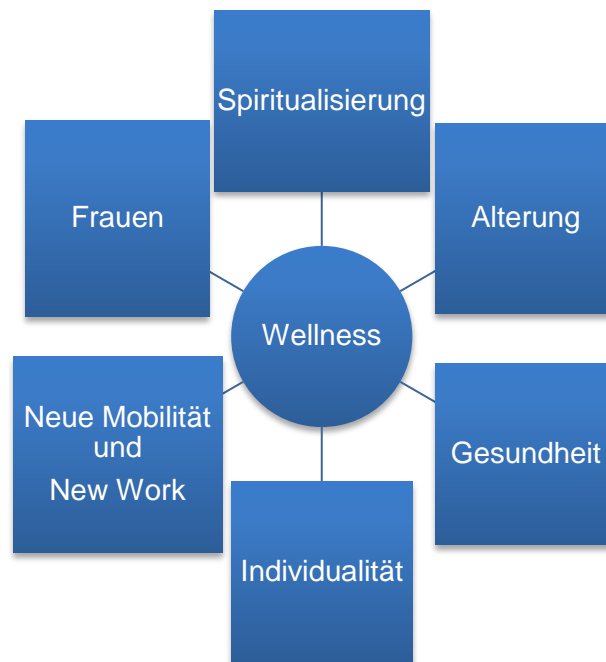 Spiritualisierung
Frauen
Alterung
Wellness
Neue Mobilität
und
New Work
Gesundheit
Individualität